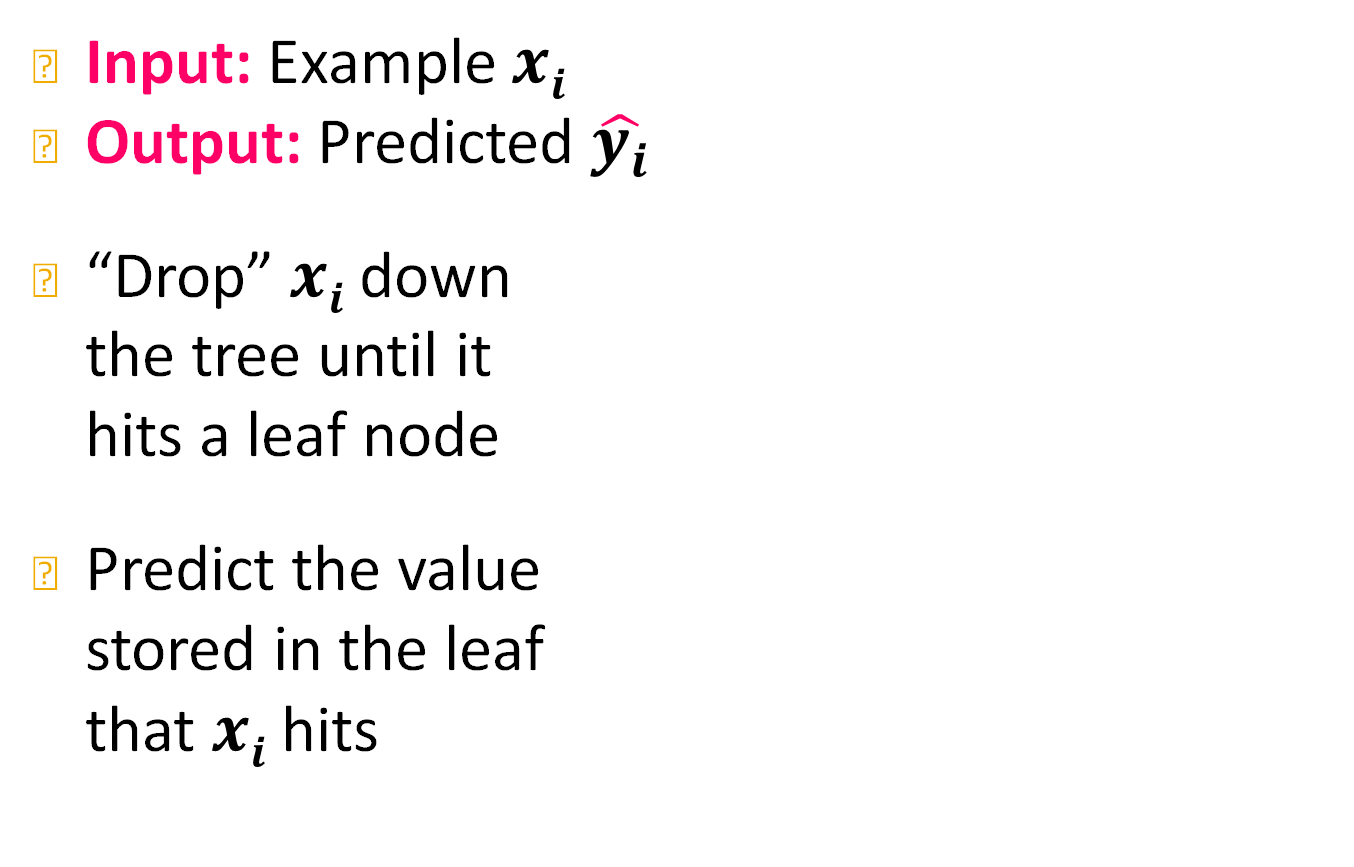 Input: Example xᵢ
Output: Predicted ŷᵢ
“Drop” xᵢ down
the tree until it
hits a leaf node
Predict the value
stored in the leaf
that xᵢ hits